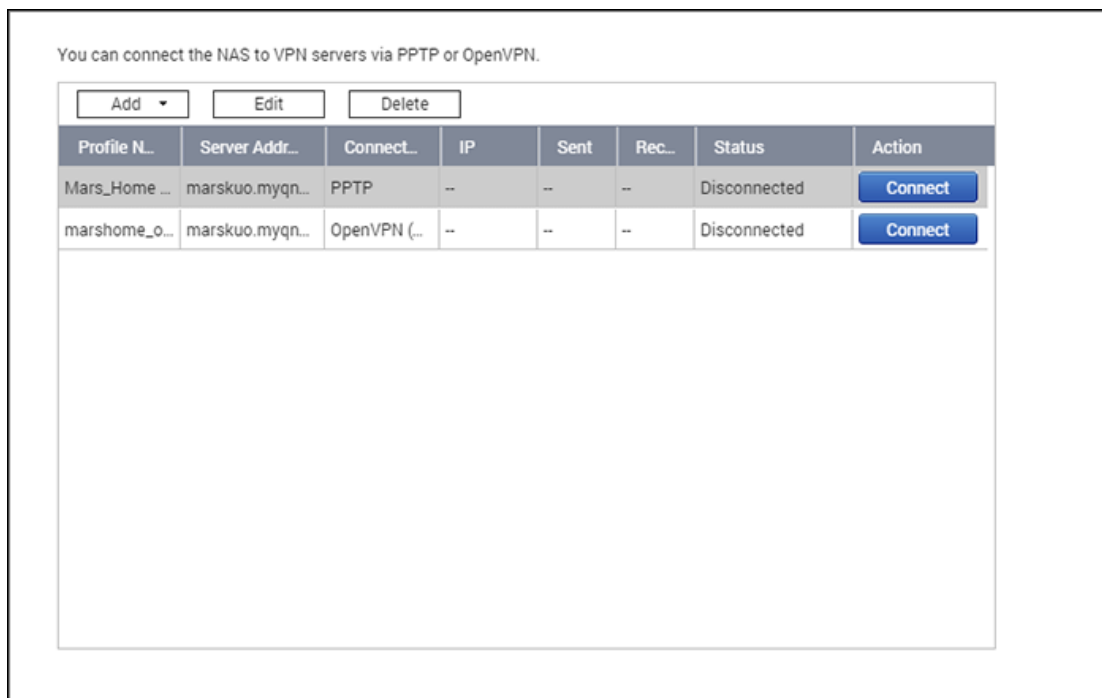 You can connect the NAS to VPN servers via PPTP or OpenVPN.
Add Edit Delete
Profile N... Server Addr... Connect... IP Sent Rec... Status Action
Mars_Home ... marskuo.myqn... PPTP -- -- -- Disconnected Connect
marshome_o... marskuo.myqn... OpenVPN (... -- -- -- Disconnected Connect